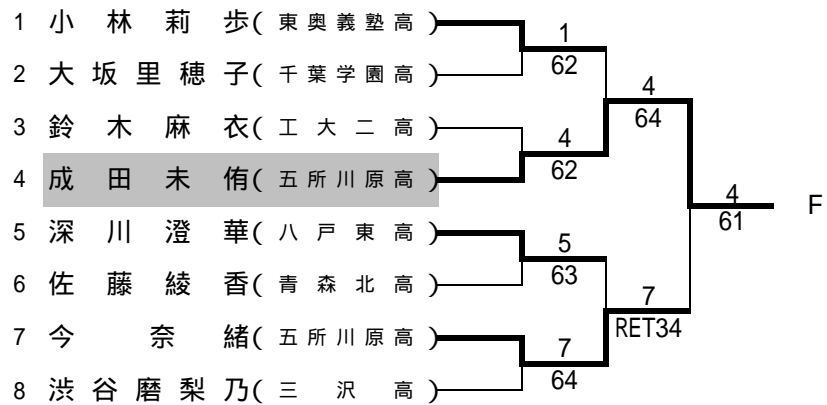 1 小林莉歩(東奥義塾高)
2 大坂里穂子(千葉学園高)
3 鈴木麻衣(工大二高)
4 成田未侑(五所川原高)
5 深川澄華(八戸東高)
6 佐藤綾香(青森北高)
7 今奈緒(五所川原高)
8 渋谷磨梨乃(三沢高)
1
62
4
62
5
63
7
64
4
64
7
RET34
4
61
F